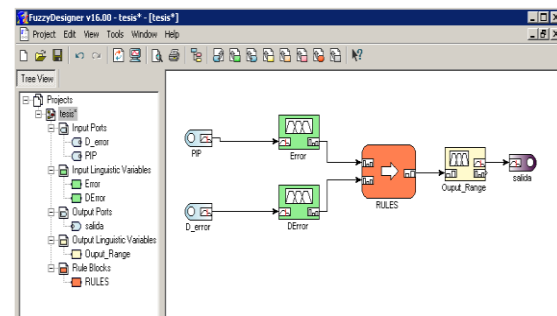 FuzzyDesigner v16.00 - tesis* - [tesis*]
Project Edit View Tools Window Help
Tree View
Projects
tesis*
Input Ports
D_error
PIP
Input Linguistic Variables
Error
DError
Output Ports
salida
Output Linguistic Variables
Ouput_Range
Rule Blocks
RULES
PIP
Error
D_error
DError
RULES
Ouput_Range
salida